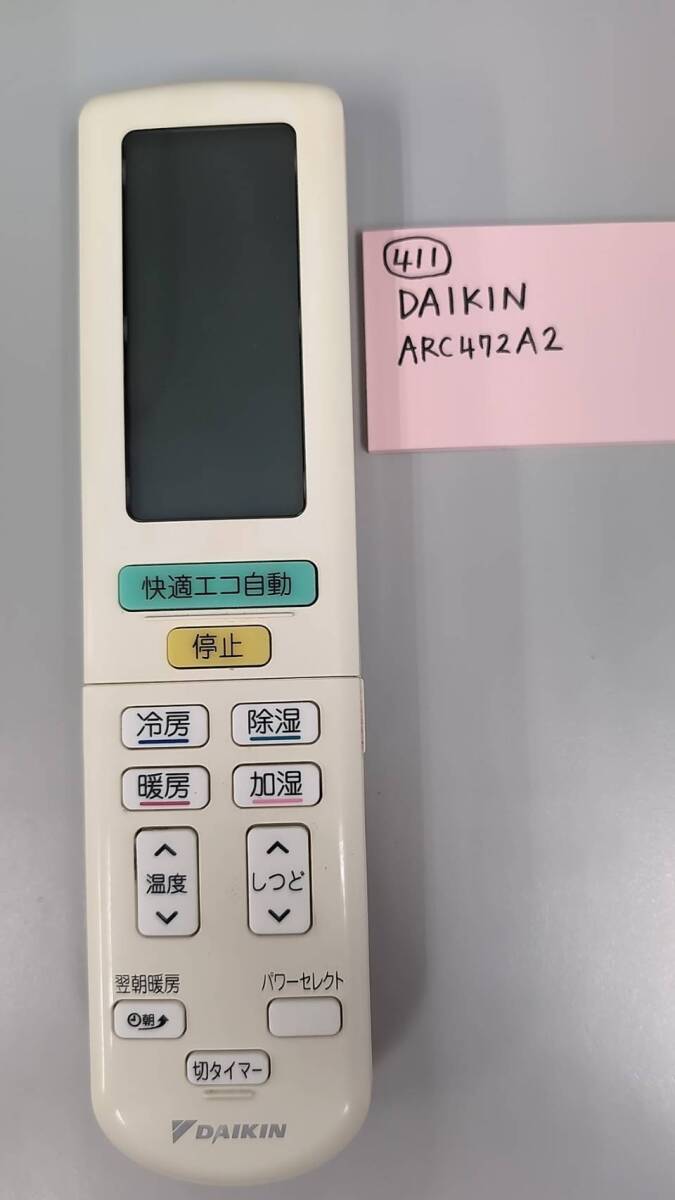 411
DAIKIN
ARC472A2
快適エコ自動
停止
冷房 除湿
暖房 加湿
温度 しつど
翌朝暖房 パワーセレクト
朝
切タイマー
DAIKIN